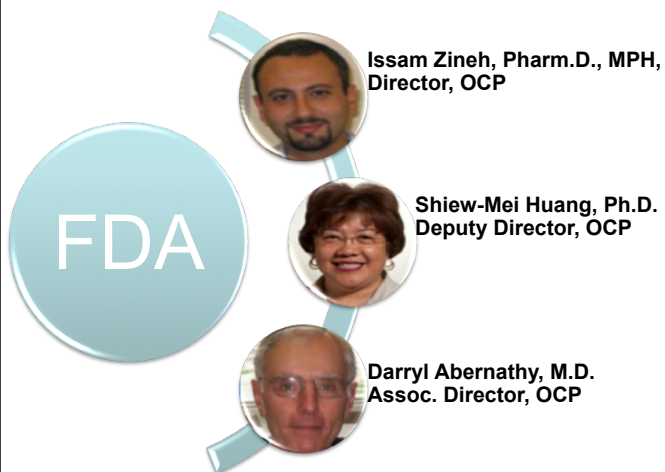 FDA
Issam Zineh, Pharm.D., MPH,
Director, OCP
Shiew-Mei Huang, Ph.D.
Deputy Director, OCP
Darryl Abernathy, M.D.
Assoc. Director, OCP